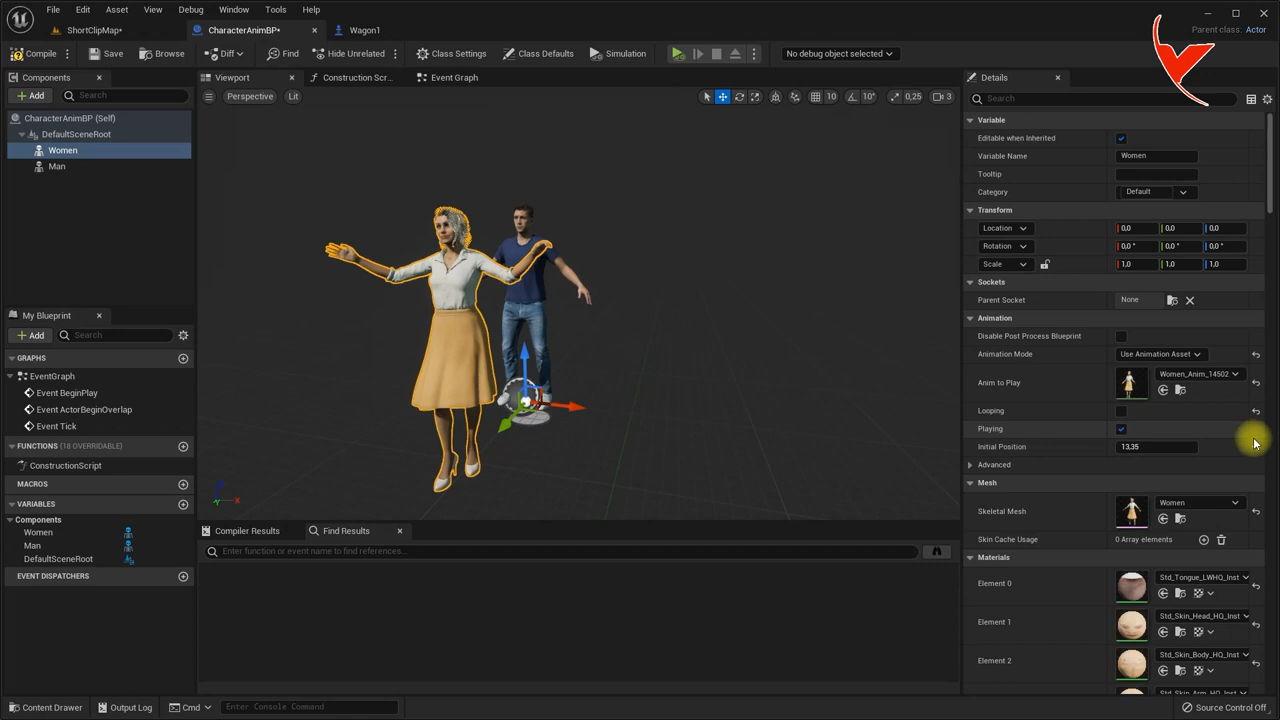 File Edit Asset View Debug Window Tools Help
ShortClipMap* CharacterAnimBP* Wagon1
Parent class: Actor
Compile Save Browse Diff Find Hide Unrelated Class Settings Class Defaults Simulation No debug object selected
Components
Add Search
CharacterAnimBP (Self)
DefaultSceneRoot
Women
Man
My Blueprint
Add Search
GRAPHS
EventGraph
Event BeginPlay
Event ActorBeginOverlap
Event Tick
FUNCTIONS (18 OVERRIDABLE)
ConstructionScript
MACROS
VARIABLES
Components
Women
Man
DefaultSceneRoot
EVENT DISPATCHERS
Viewport Construction Scr... Event Graph
Perspective Lit 10 10° 0,25 3
X
Compiler Results Find Results
Enter function or event name to find references...
Details
Search
Variable
Editable when Inherited
Variable Name Women
Tooltip
Category Default
Transform
Location 0,0 0,0 0,0
Rotation 0,0 ° 0,0 ° 0,0 °
Scale 1,0 1,0 1,0
Sockets
Parent Socket None
Animation
Disable Post Process Blueprint
Animation Mode Use Animation Asset
Anim to Play Women_Anim_14502
Looping
Playing
Initial Position 13,35
Advanced
Mesh
Skeletal Mesh Women
Skin Cache Usage 0 Array elements
Materials
Element 0 Std_Tongue_LWHQ_Inst
Element 1 Std_Skin_Head_HQ_Inst
Element 2 Std_Skin_Body_HQ_Inst
Std_Skin_Arm_HQ_Inst
Content Drawer Output Log Cmd Enter Console Command Source Control Off